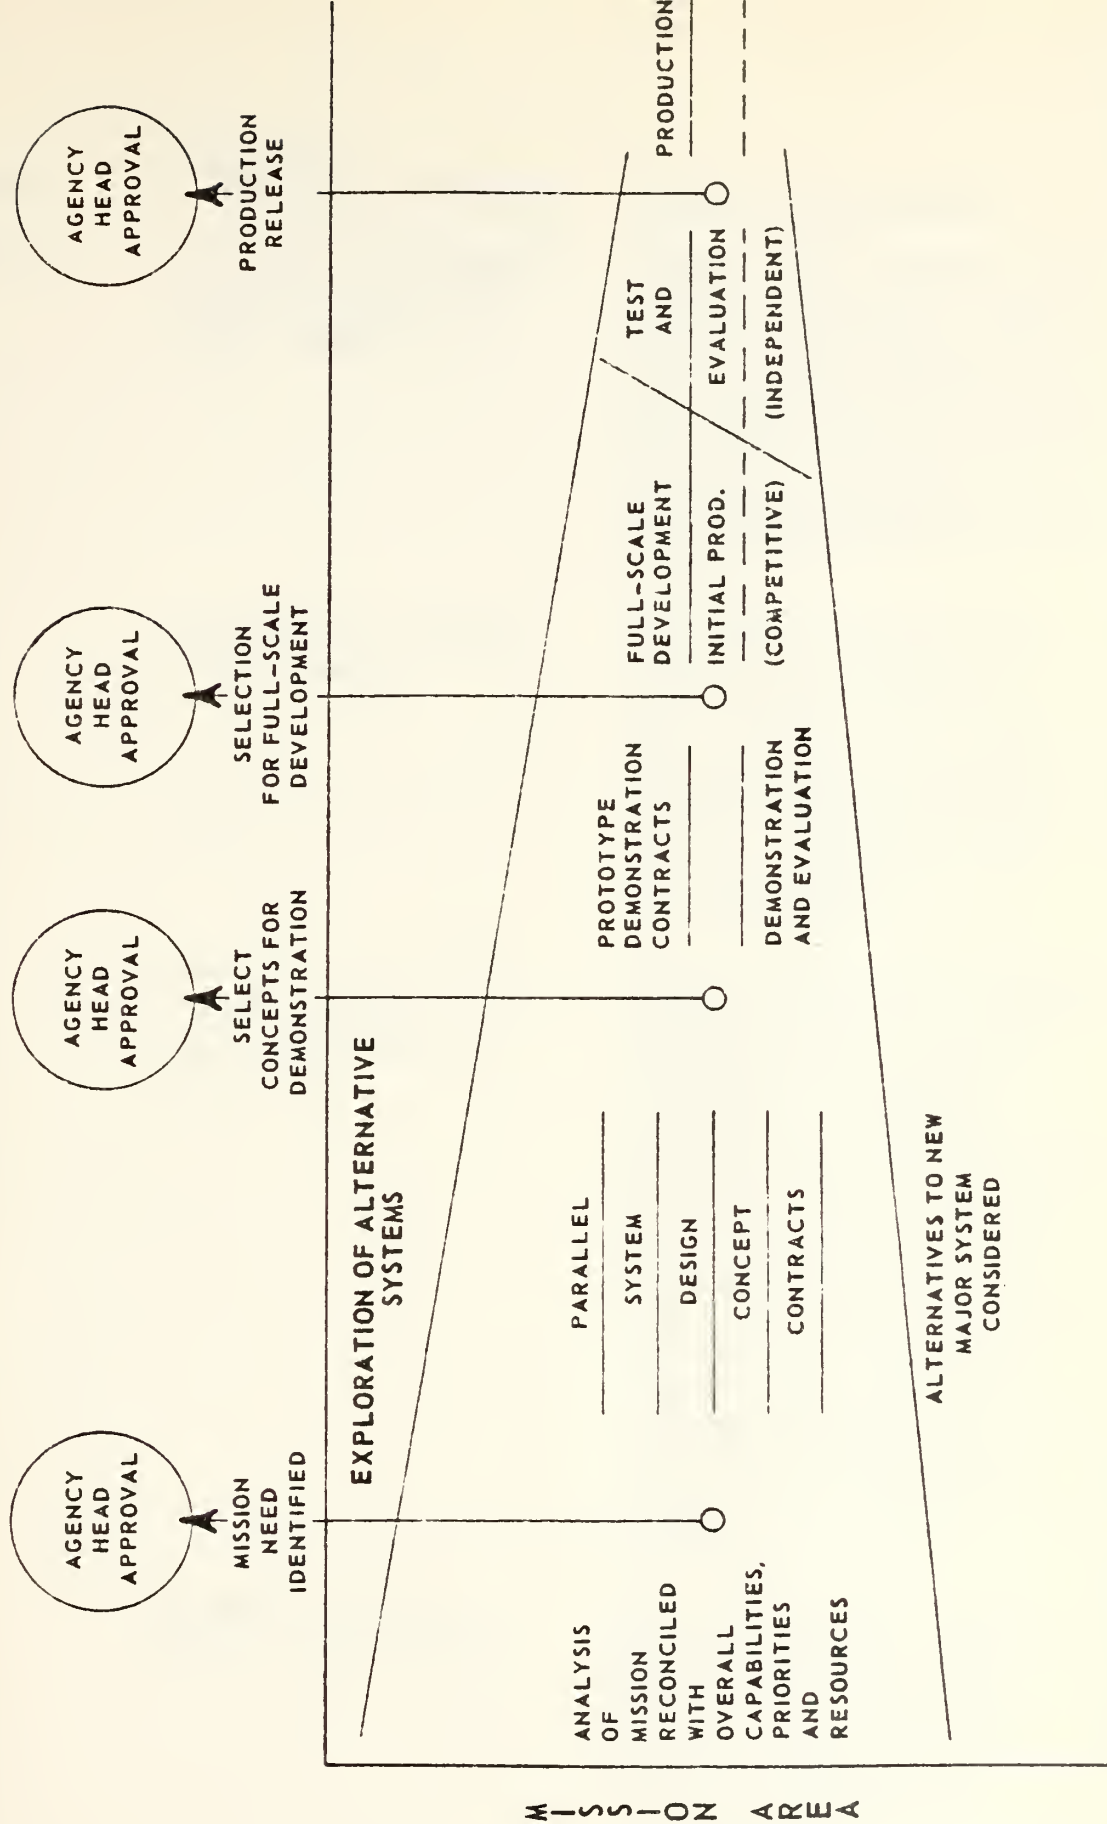 AGENCY
HEAD
APPROVAL
AGENCY
HEAD
APPROVAL
AGENCY
HEAD
APPROVAL
AGENCY
HEAD
APPROVAL
MISSION
NEED
IDENTIFIED
SELECT
CONCEPTS FOR
DEMONSTRATION
SELECTION
FOR FULL-SCALE
DEVELOPMENT
PRODUCTION
RELEASE
EXPLORATION OF ALTERNATIVE
SYSTEMS
MISSION AREA
ANALYSIS
OF
MISSION
RECONCILED
WITH
OVERALL
CAPABILITIES,
PRIORITIES
AND
RESOURCES
PARALLEL
SYSTEM
DESIGN
CONCEPT
CONTRACTS
PROTOTYPE
DEMONSTRATION
CONTRACTS
DEMONSTRATION
AND EVALUATION
FULL-SCALE
DEVELOPMENT
INITIAL PROD.
(COMPETITIVE)
TEST
AND
EVALUATION
(INDEPENDENT)
PRODUCTION
ALTERNATIVES TO NEW
MAJOR SYSTEM
CONSIDERED